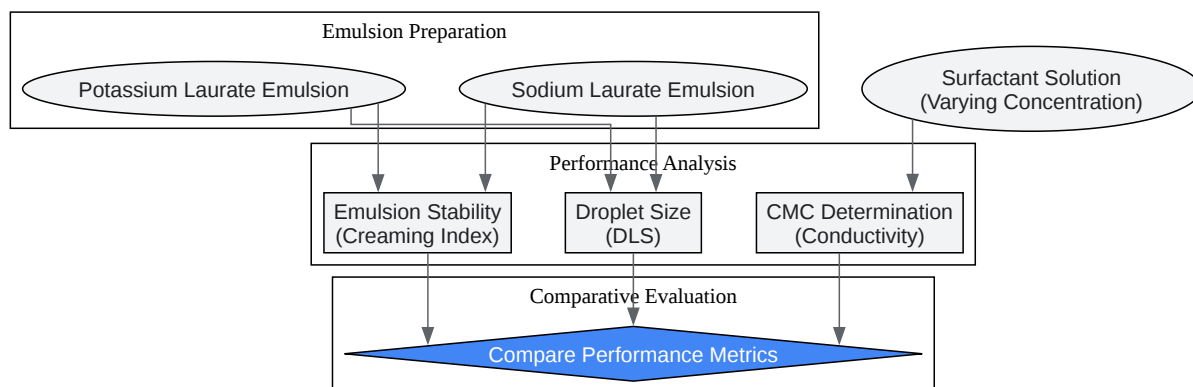 Emulsion Preparation
Potassium Laurate Emulsion
Sodium Laurate Emulsion
Surfactant Solution
(Varying Concentration)
Performance Analysis
Emulsion Stability
(Creaming Index)
Droplet Size
(DLS)
CMC Determination
(Conductivity)
Comparative Evaluation
Compare Performance Metrics